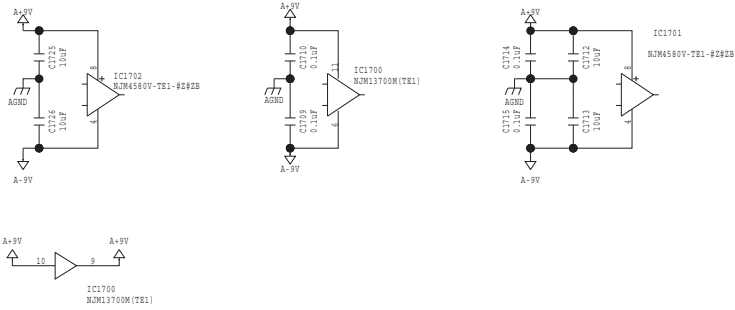 A+9V
C1725
10uF
8
IC1702
NJM4580V-TE1-#Z#ZB
AGND
C1726
10uF
4
A-9V
A+9V
C1710
0.1uF
11
IC1700
NJM13700M(TE1)
AGND
C1709
0.1uF
6
A-9V
A+9V
IC1701
C1714
0.1uF
C1712
10uF
8
NJM4580V-TE1-#Z#ZB
AGND
C1715
0.1uF
C1713
10uF
4
A-9V
A+9V
A+9V
10
9
IC1700
NJM13700M(TE1)